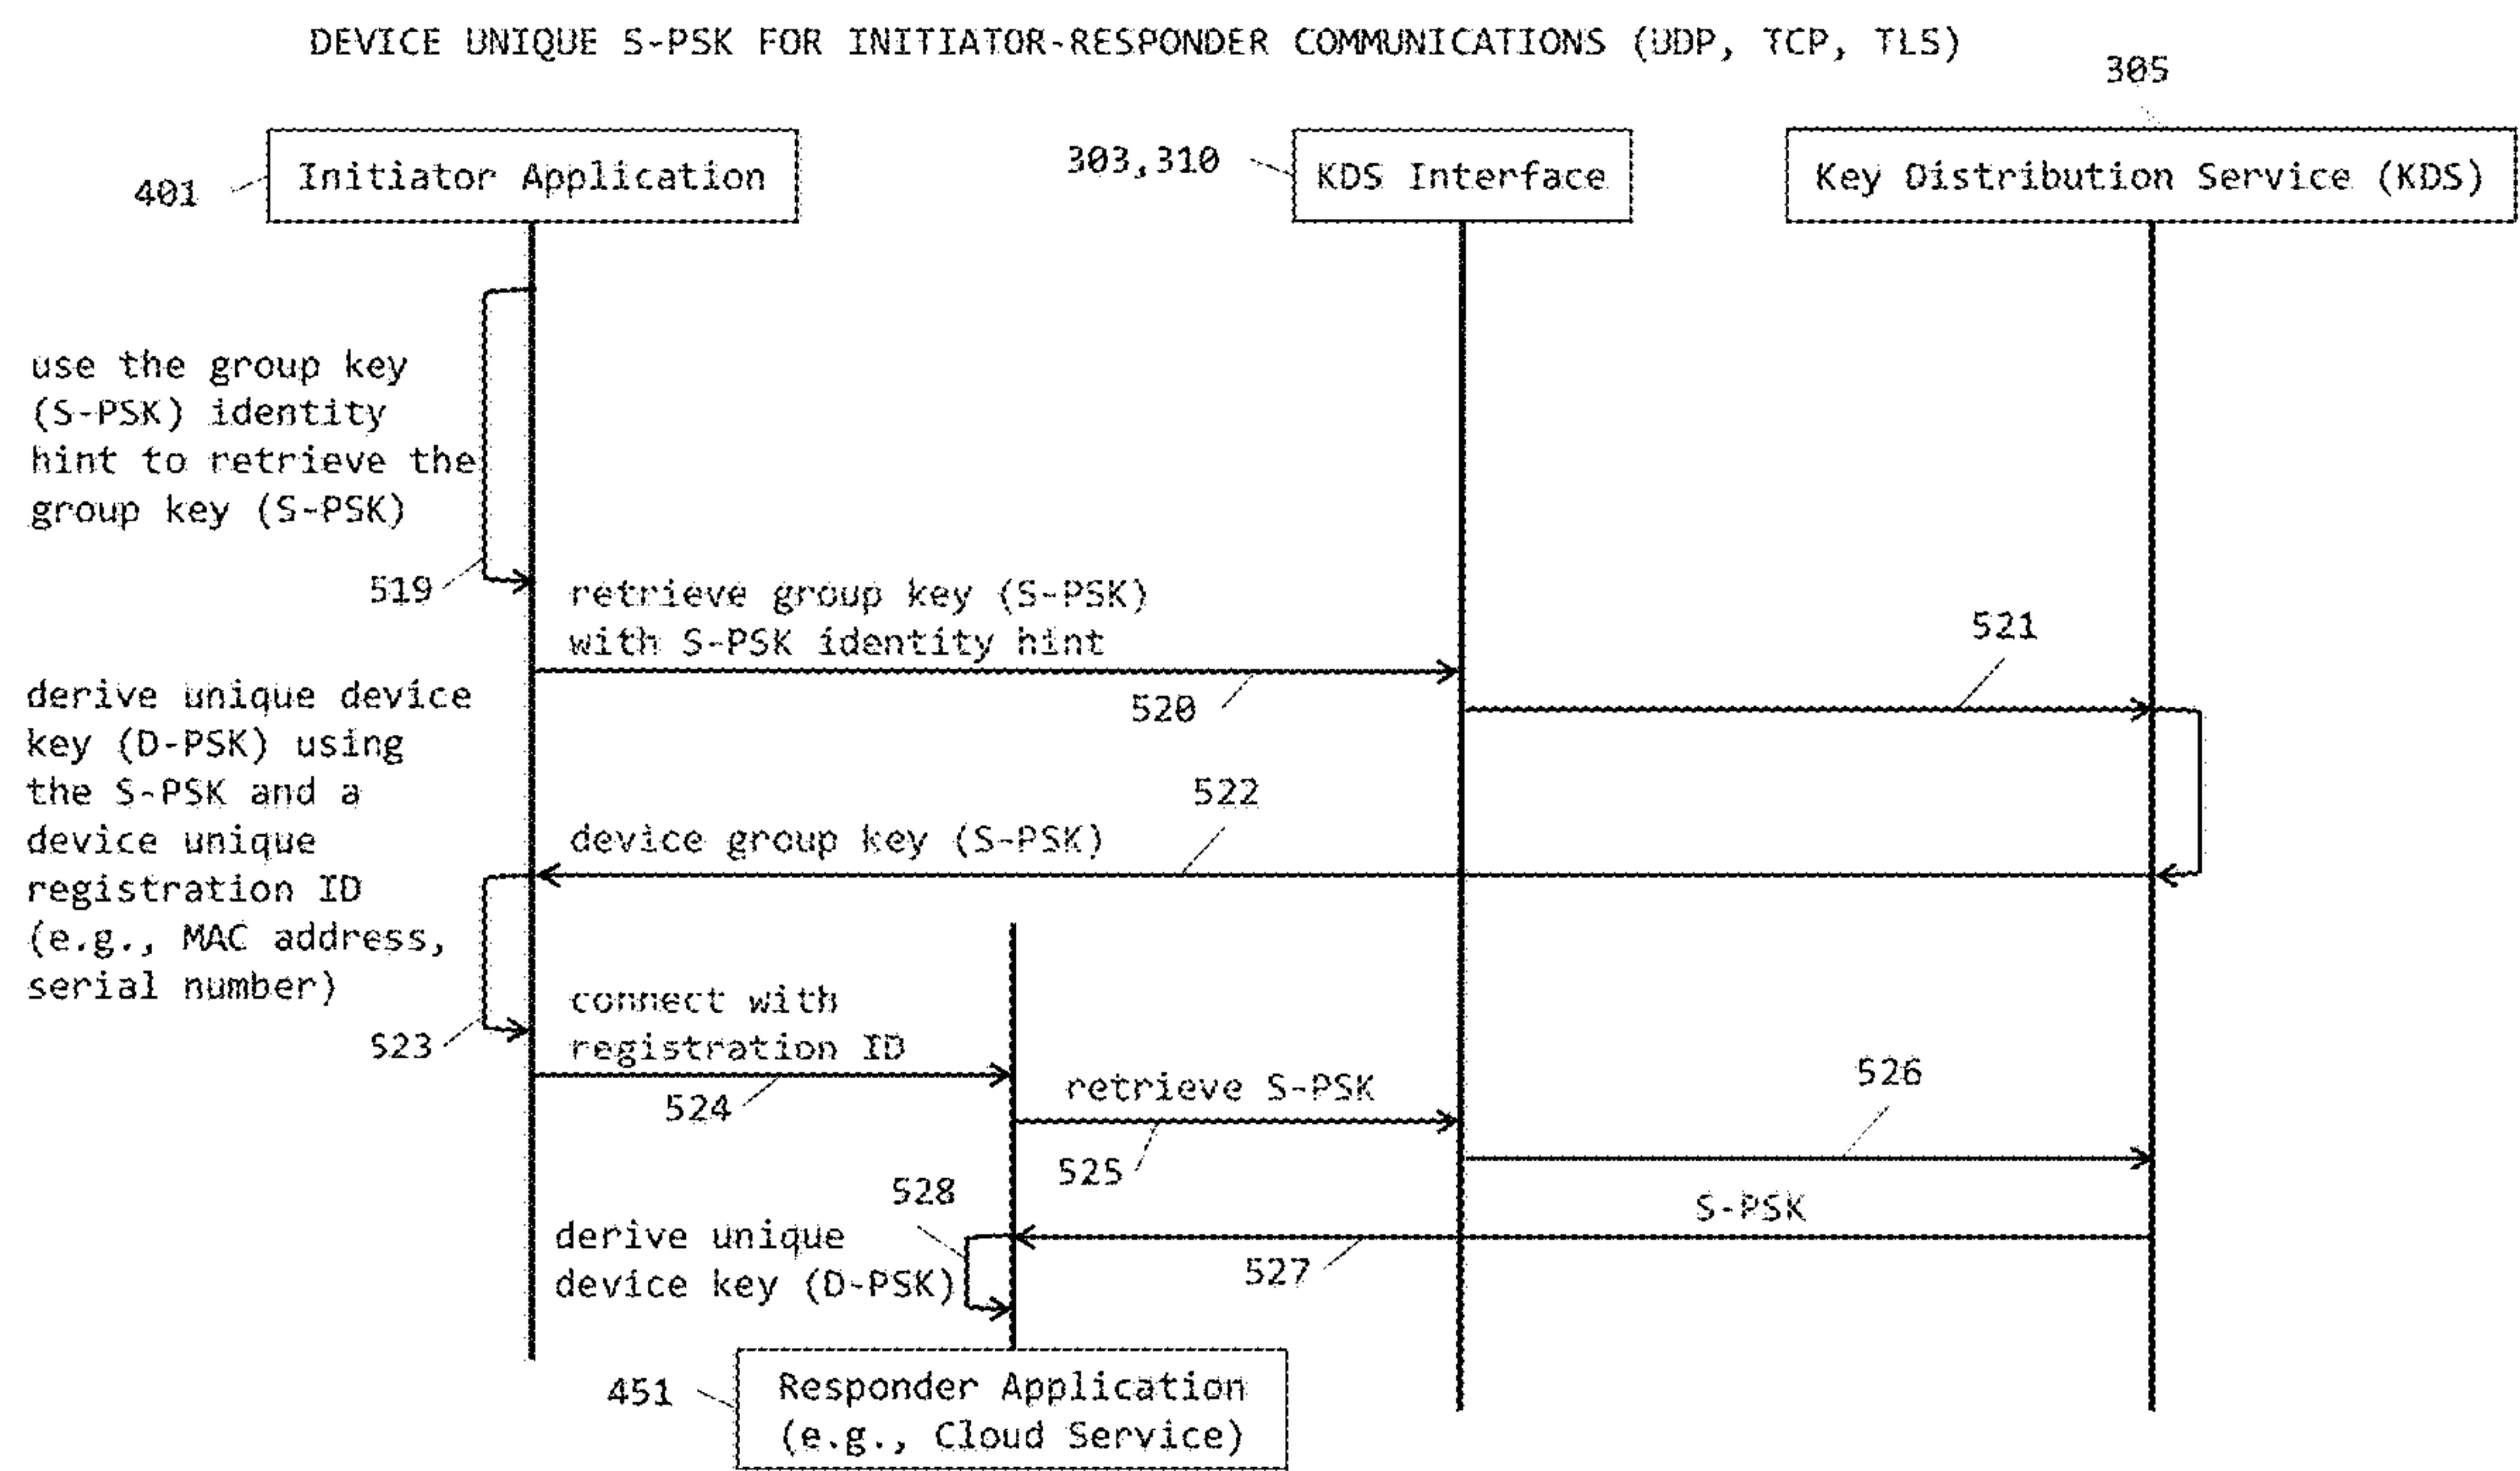 DEVICE UNIQUE S-PSK FOR INITIATOR-RESPONDER COMMUNICATIONS (UDP, TCP, TLS)
305
401
Initiator Application
303,310
KDS Interface
Key Distribution Service (KDS)
use the group key
(S-PSK) identity
hint to retrieve the
group key (S-PSK)
519
retrieve group key (S-PSK)
with S-PSK identity hint
520
521
derive unique device
key (D-PSK) using
the S-PSK and a
device unique
registration ID
(e.g., MAC address,
serial number)
522
device group key (S-PSK)
523
connect with
registration ID
524
retrieve S-PSK
525
526
528
S-PSK
derive unique
device key (D-PSK)
527
451
Responder Application
(e.g., Cloud Service)